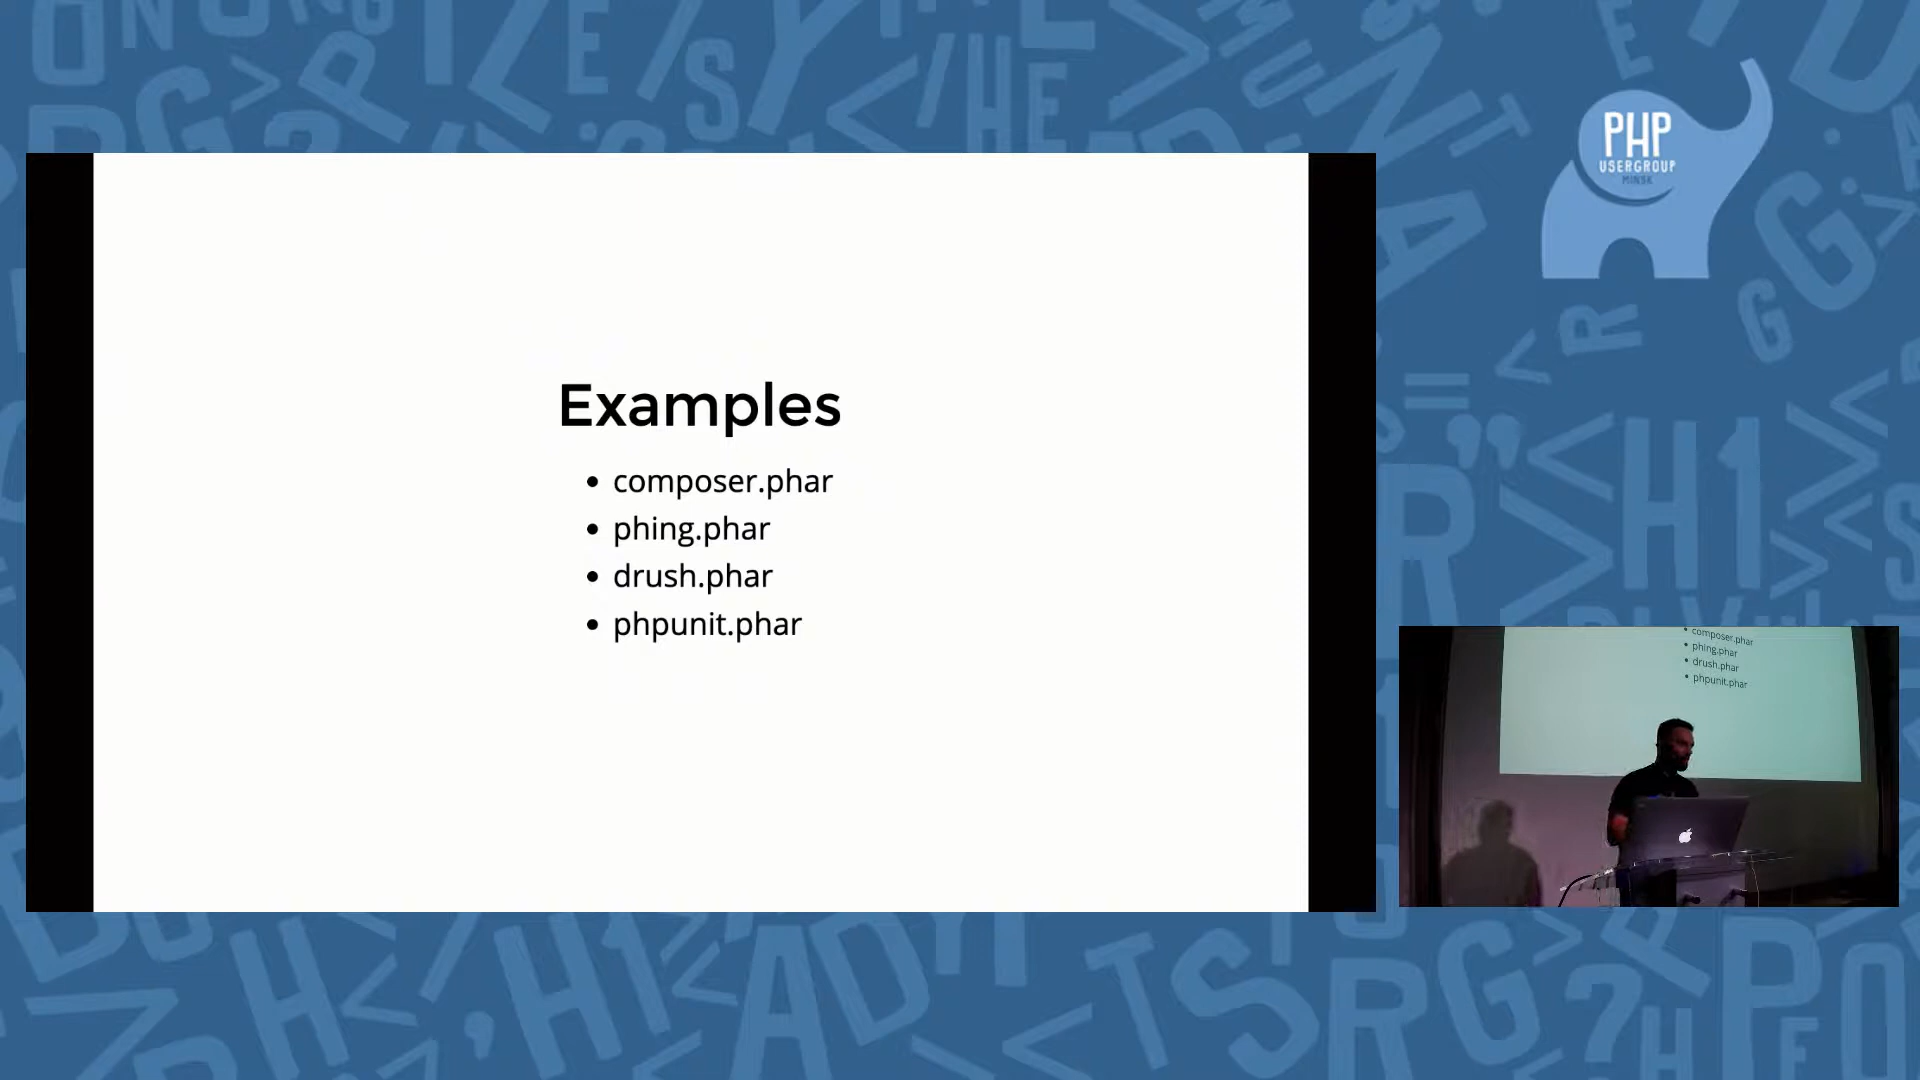 PHP
USERGROUP
MINSK
Examples
composer.phar
phing.phar
drush.phar
phpunit.phar
composer.phar
phing.phar
drush.phar
phpunit.phar